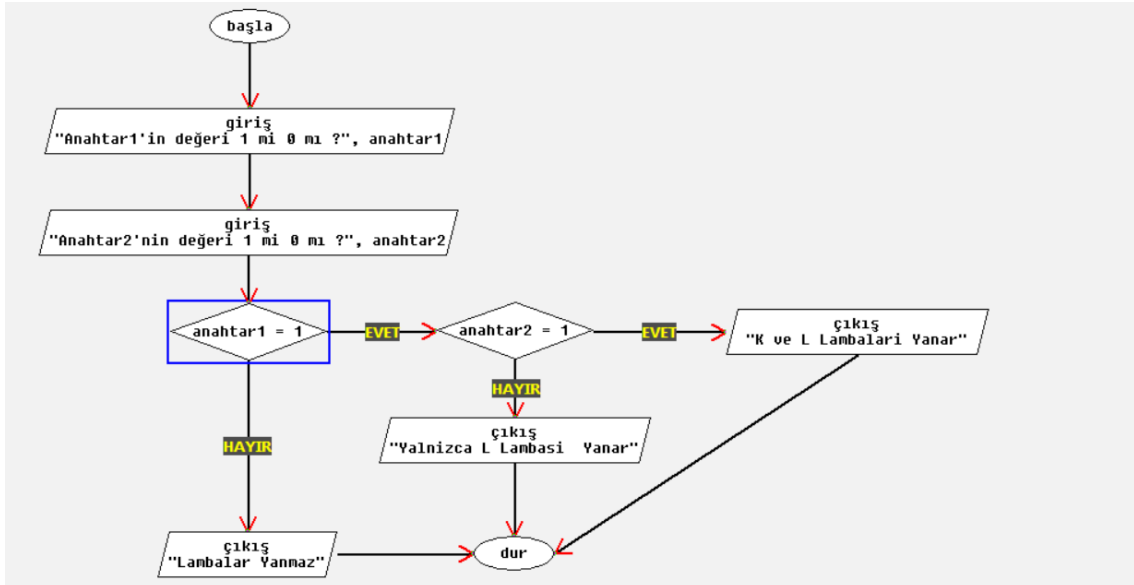 başla
giriş
"Anahtar1'in değeri 1 mi 0 mı ?", anahtar1
giriş
"Anahtar2'nin değeri 1 mi 0 mı ?", anahtar2
anahtar1 = 1
EVET
anahtar2 = 1
EVET
çıkış
"K ve L Lambalari Yanar"
HAYIR
çıkış
"Yalnizca L Lambasi  Yanar"
HAYIR
çıkış
"Lambalar Yanmaz"
dur